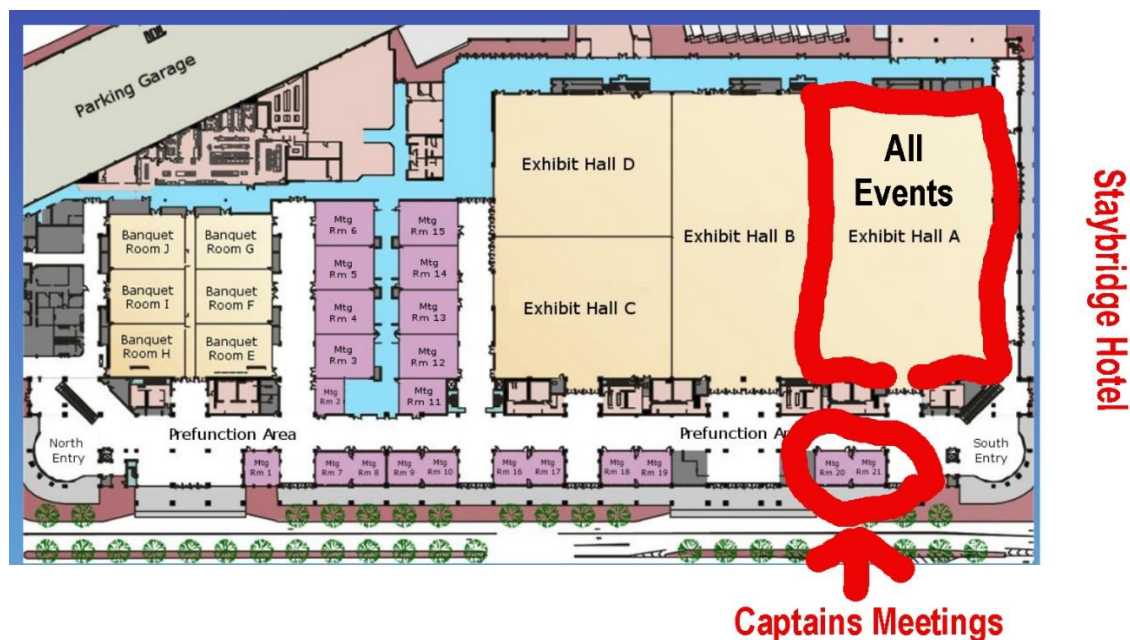 Parking Garage
All
Events
Exhibit Hall D
Exhibit Hall B
Exhibit Hall A
Exhibit Hall C
Banquet
Room J
Banquet
Room G
Banquet
Room I
Banquet
Room F
Banquet
Room H
Banquet
Room E
Mtg
Rm 6
Mtg
Rm 15
Mtg
Rm 5
Mtg
Rm 14
Mtg
Rm 4
Mtg
Rm 13
Mtg
Rm 3
Mtg
Rm 12
Mtg
Rm 2
Mtg
Rm 11
North
Entry
Prefunction Area
Prefunction
South
Entry
Mtg
Rm 1
Mtg
Rm 7
Mtg
Rm 8
Mtg
Rm 9
Mtg
Rm 10
Mtg
Rm 16
Mtg
Rm 17
Mtg
Rm 18
Mtg
Rm 19
Mtg
Rm 20
Mtg
Rm 21
Staybridge Hotel
Captains Meetings